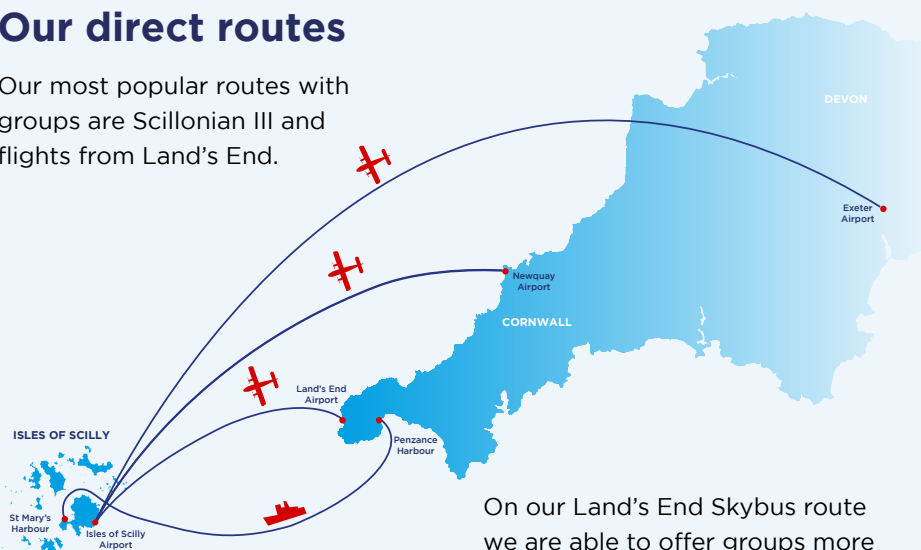 Our direct routes
Our most popular routes with
groups are Scillonian III and
flights from Land's End.
DEVON
Exeter
Airport
Newquay
Airport
CORNWALL
Land's End
Airport
Penzance
Harbour
ISLES OF SCILLY
St Mary's
Harbour
Isles of Scilly
Airport
On our Land's End Skybus route
we are able to offer groups more